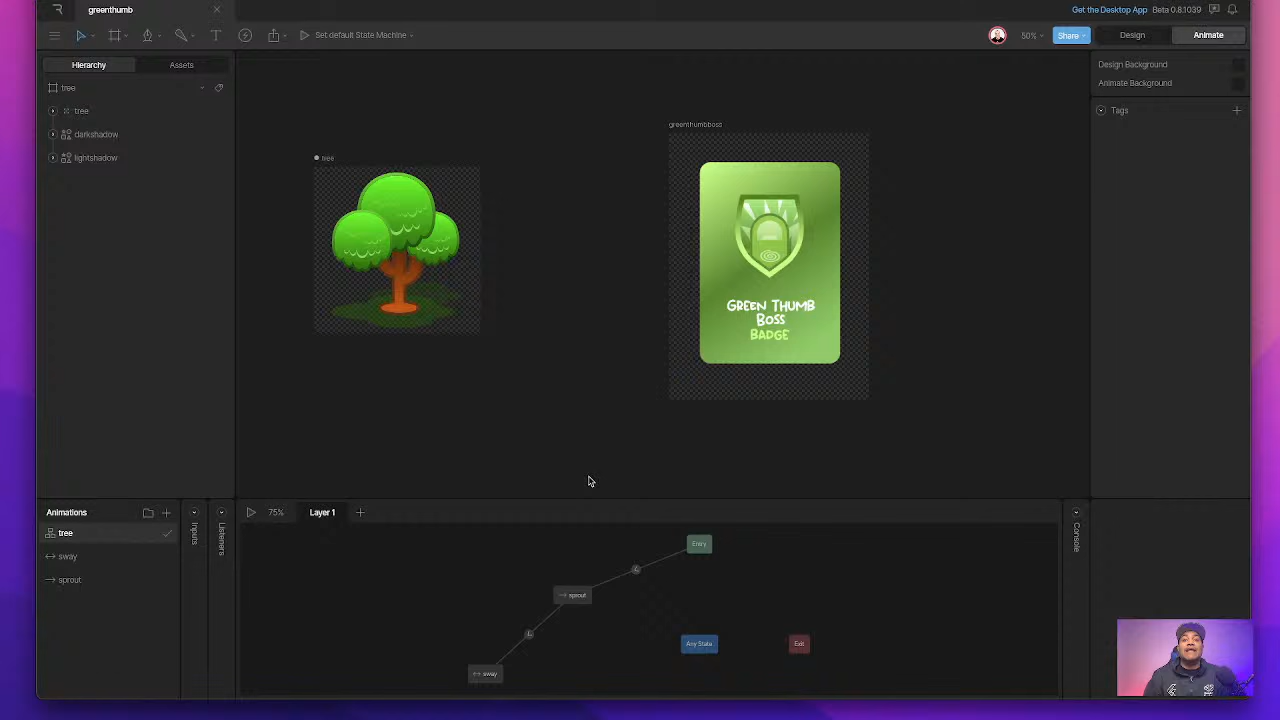 greenthumb
Get the Desktop App
Beta 0.8.1039
Set default State Machine
50%
Share
Design
Animate
Hierarchy
Assets
tree
tree
darkshadow
lightshadow
Design Background
Animate Background
Tags
tree
greenthumbboss
GREEN THUMB
BOSS
BADGE
Animations
75%
Layer 1
tree
sway
sprout
Inputs
Listeners
Console
Entry
sprout
Any State
Exit
sway